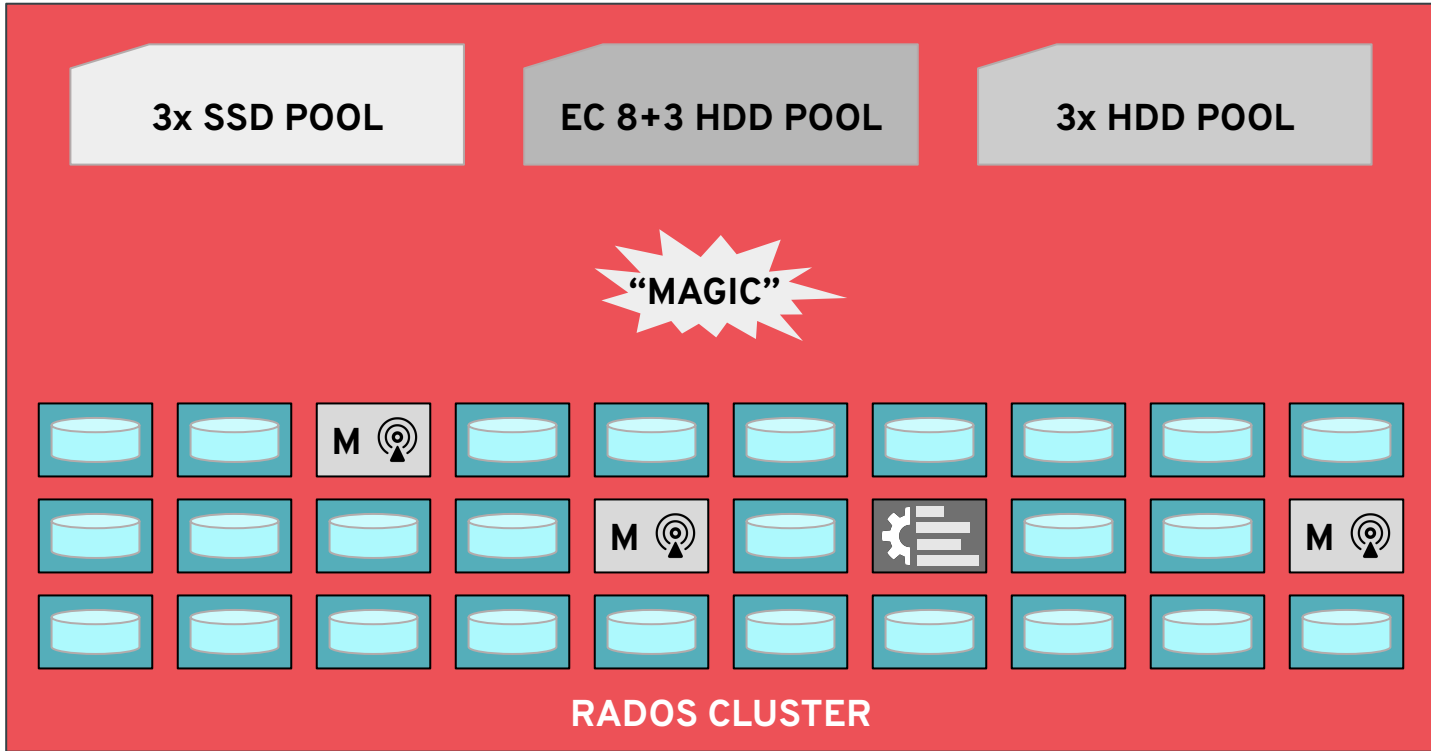 3x SSD POOL
EC 8+3 HDD POOL
3x HDD POOL
“MAGIC”
M
M
M
RADOS CLUSTER